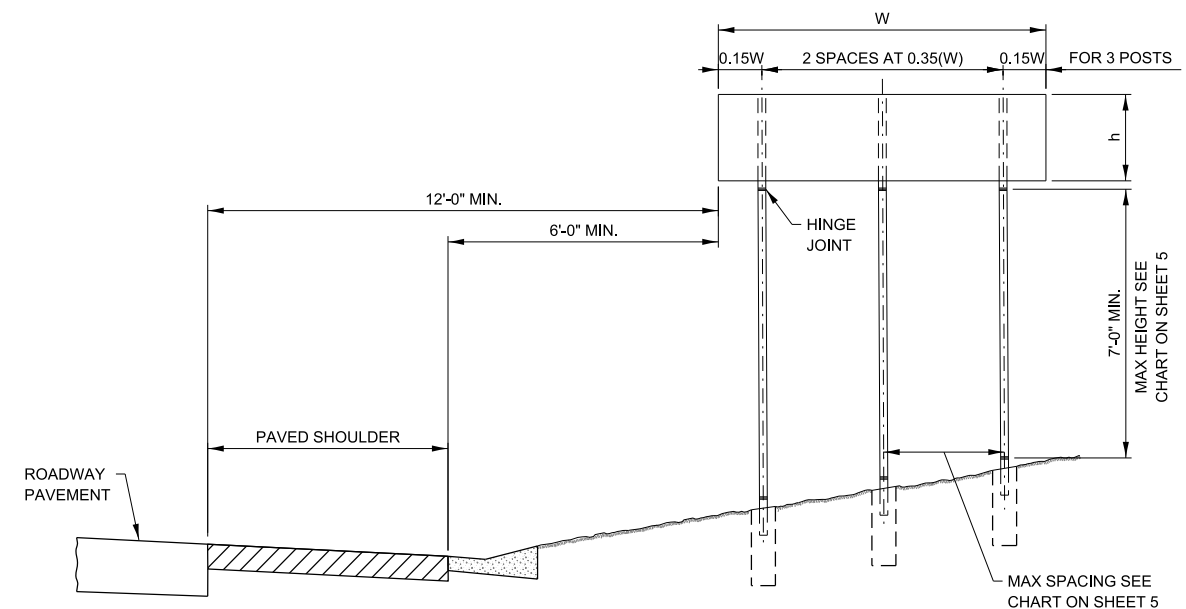 W
0.15W
2 SPACES AT 0.35(W)
0.15W
FOR 3 POSTS
h
12'-0" MIN.
6'-0" MIN.
HINGE
JOINT
7'-0" MIN.
MAX HEIGHT SEE
CHART ON SHEET 5
PAVED SHOULDER
ROADWAY
PAVEMENT
MAX SPACING SEE
CHART ON SHEET 5